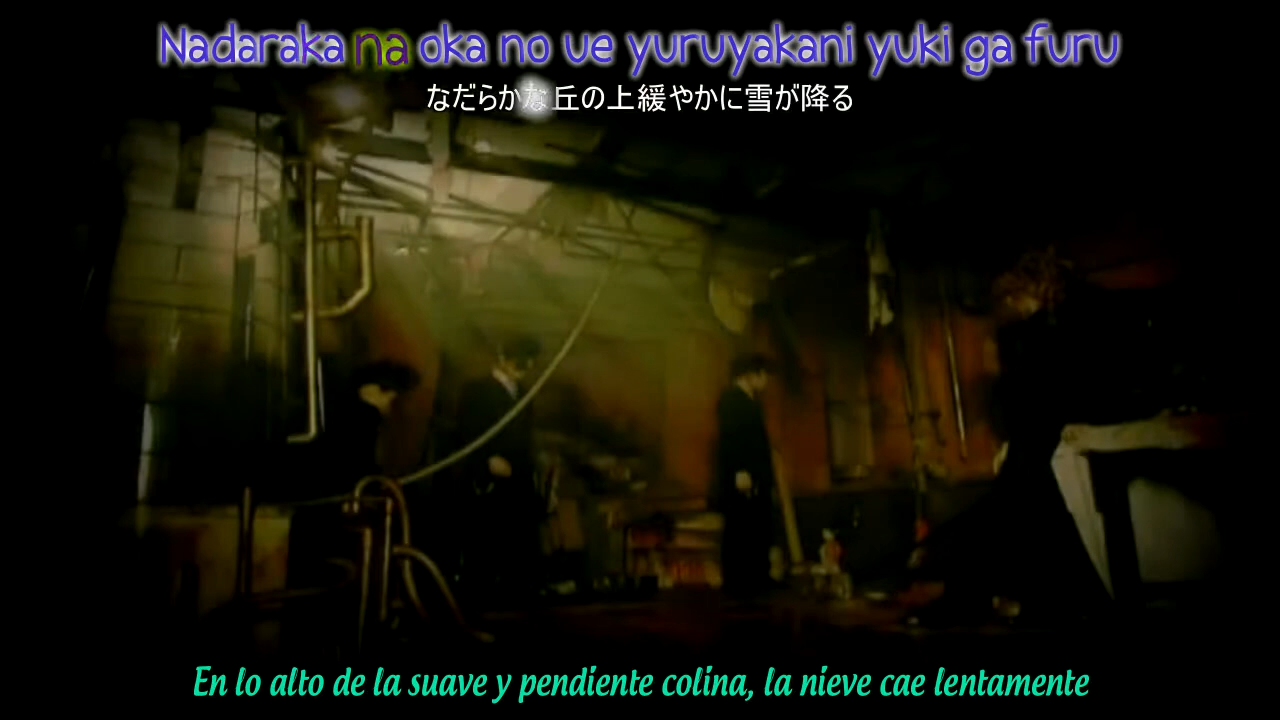 Nadaraka na oka no ue yuruyakani yuki ga furu
なだらかな丘の上緩やかに雪が降る
En lo alto de la suave y pendiente colina, la nieve cae lentamente